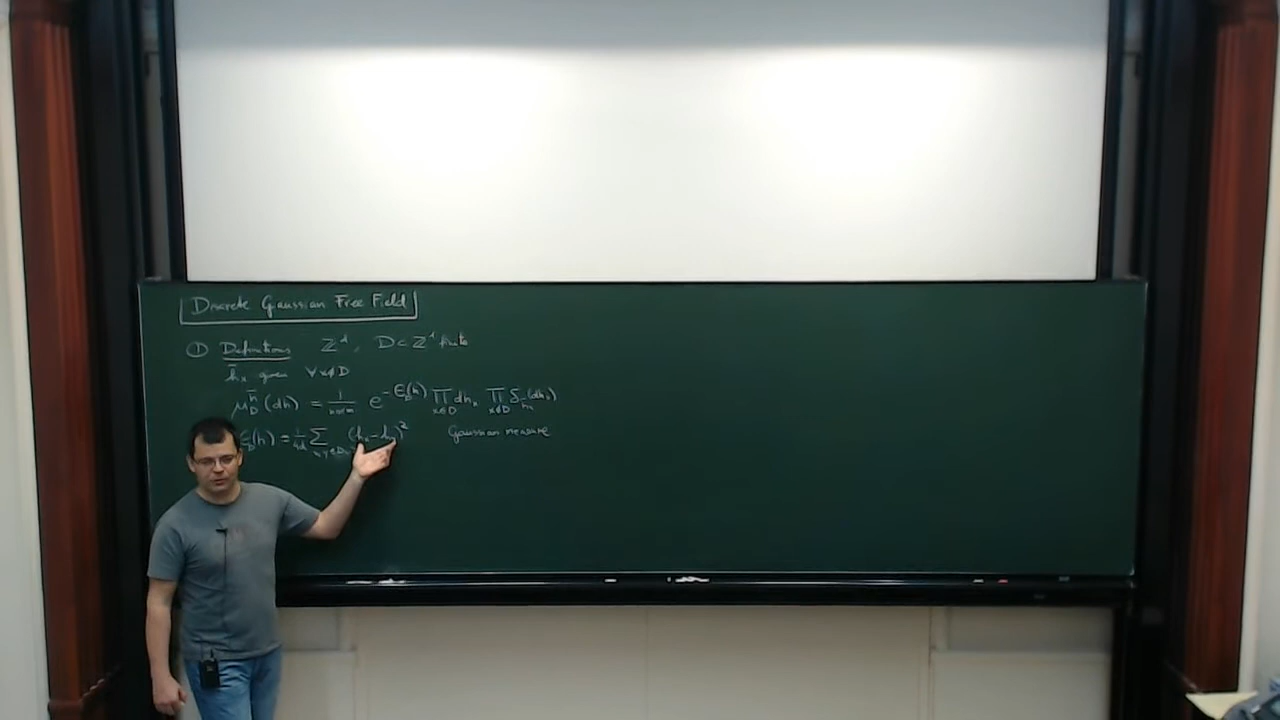 Discrete Gaussian Free Field
① Definitions ℤ^d, D ⊂ ℤ^d finite
h̄_x given ∀x∉D
μ_D^h̄(dh) = 1/norm e^{-ℰ_D(h)} ∏_{x∈D} dh_x ∏_{x∉D} δ_{h̄_x}(dh_x)
ℰ_D(h) = 1/4d ∑ (h_x - h_y)^2 Gaussian measure